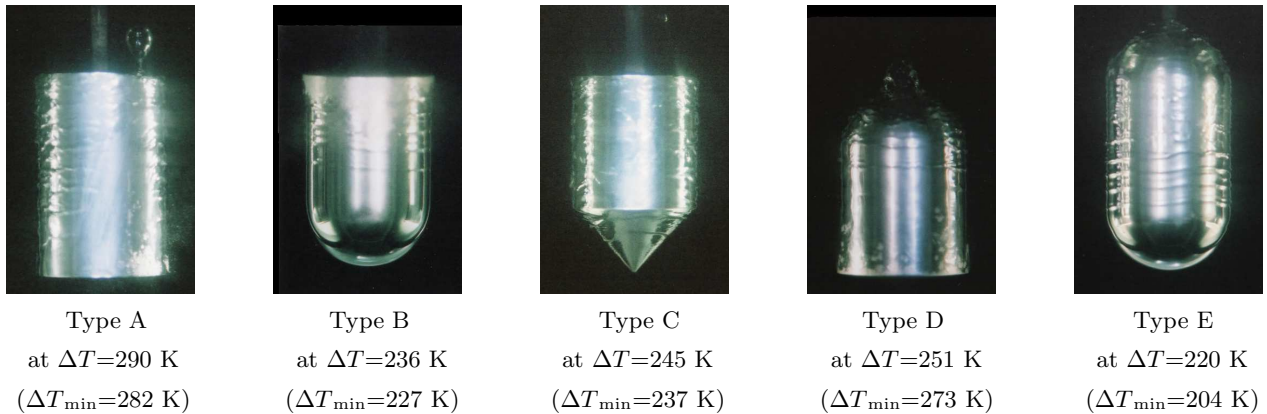 Type A
at ΔT=290 K
(ΔTmin=282 K)
Type B
at ΔT=236 K
(ΔTmin=227 K)
Type C
at ΔT=245 K
(ΔTmin=237 K)
Type D
at ΔT=251 K
(ΔTmin=273 K)
Type E
at ΔT=220 K
(ΔTmin=204 K)